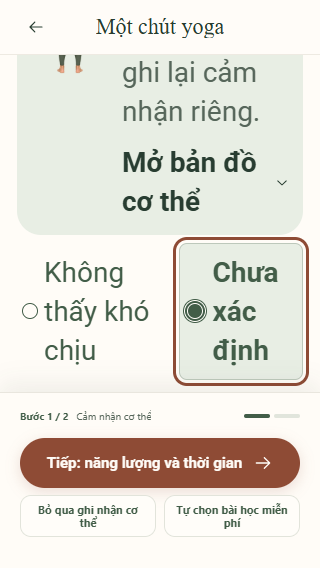 Một chút yoga
ghi lại cảm
nhận riêng.
Mở bản đồ
cơ thể
Không
thấy khó
chịu
Chưa
xác
định
Bước 1 / 2 Cảm nhận cơ thể
Tiếp: năng lượng và thời gian
Bỏ qua ghi nhận cơ
thể
Tự chọn bài học miễn
phí